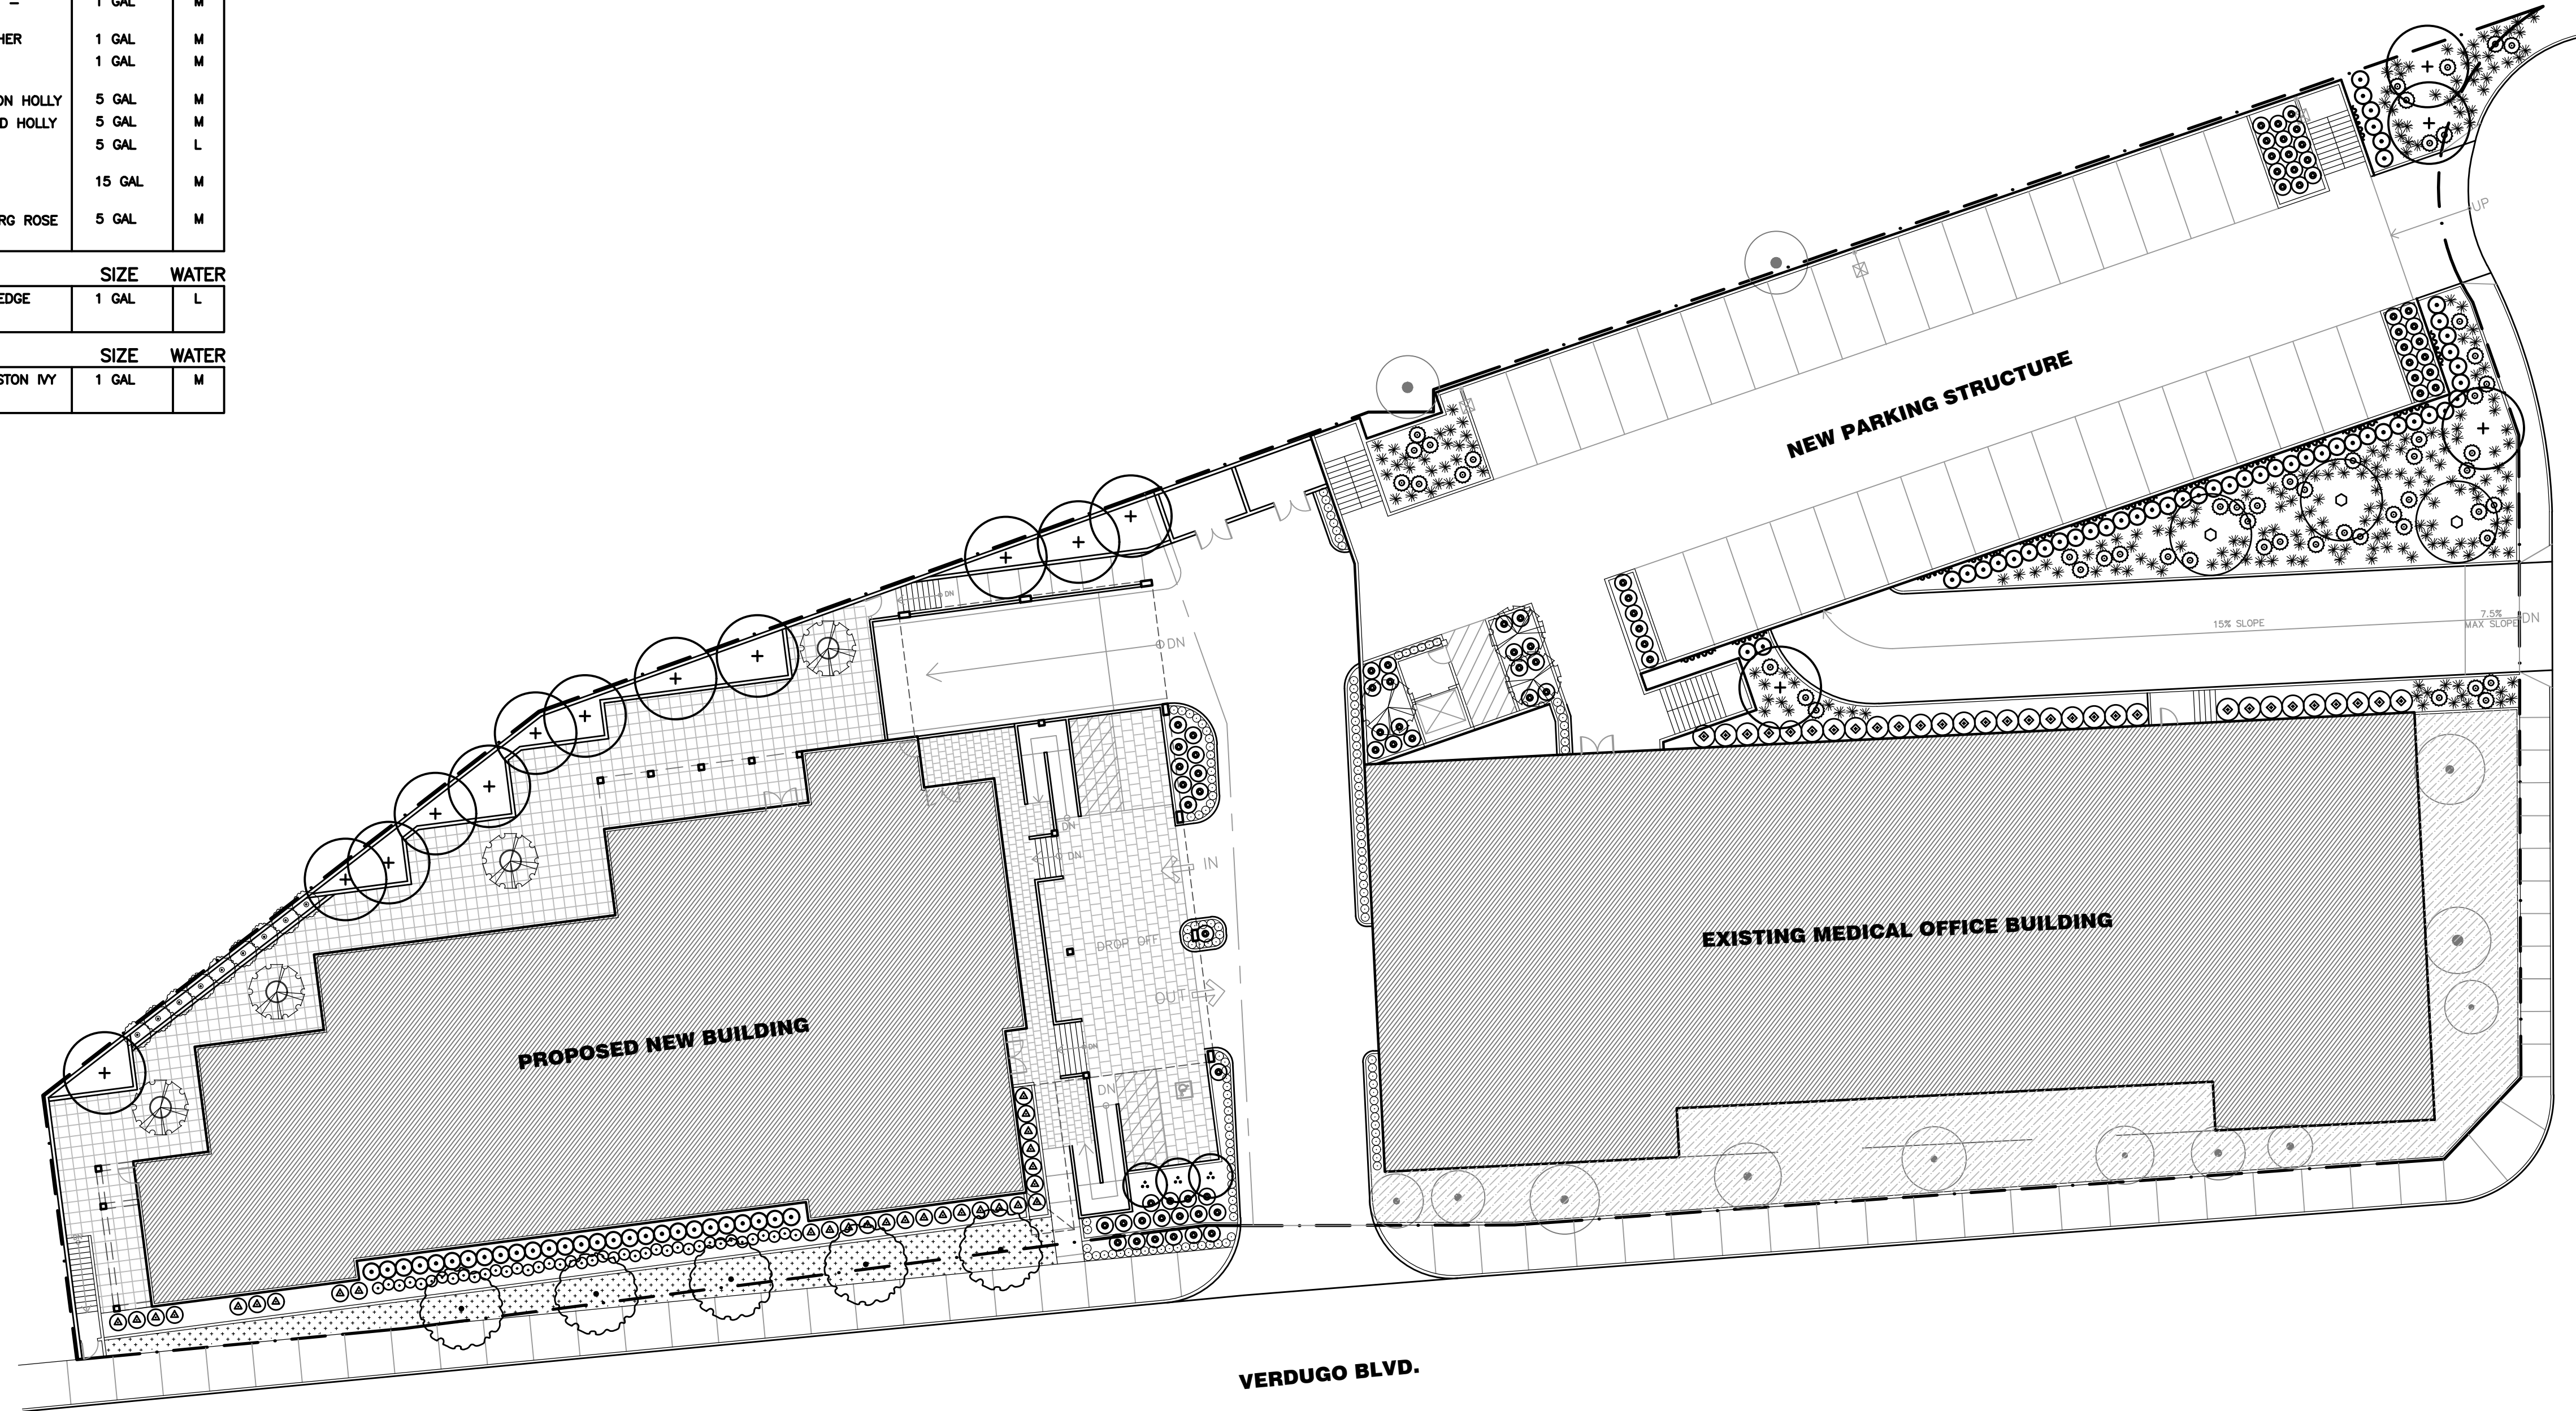 1 GAL M
HER 1 GAL M
1 GAL M
ON HOLLY 5 GAL M
D HOLLY 5 GAL M
5 GAL L
15 GAL M
RG ROSE 5 GAL M
SIZE WATER
EDGE 1 GAL L
SIZE WATER
STON IVY 1 GAL M
UP
NEW PARKING STRUCTURE
7.5%
MAX SLOPE
DN
15% SLOPE
DN
DN
DN
DN
IN
EXISTING MEDICAL OFFICE BUILDING
DROP OFF
OUT
PROPOSED NEW BUILDING
DN
DN
P
DN
VERDUGO BLVD.